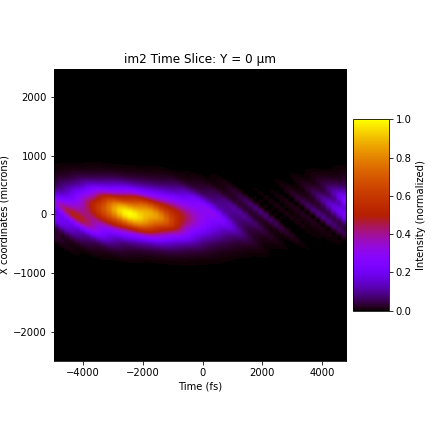 im2 Time Slice: Y = 0 µm
X coordinates (microns)
2000
1000
0
−1000
−2000
−4000 −2000 0 2000 4000
Time (fs)
1.0
0.8
0.6
0.4
0.2
0.0
Intensity (normalized)